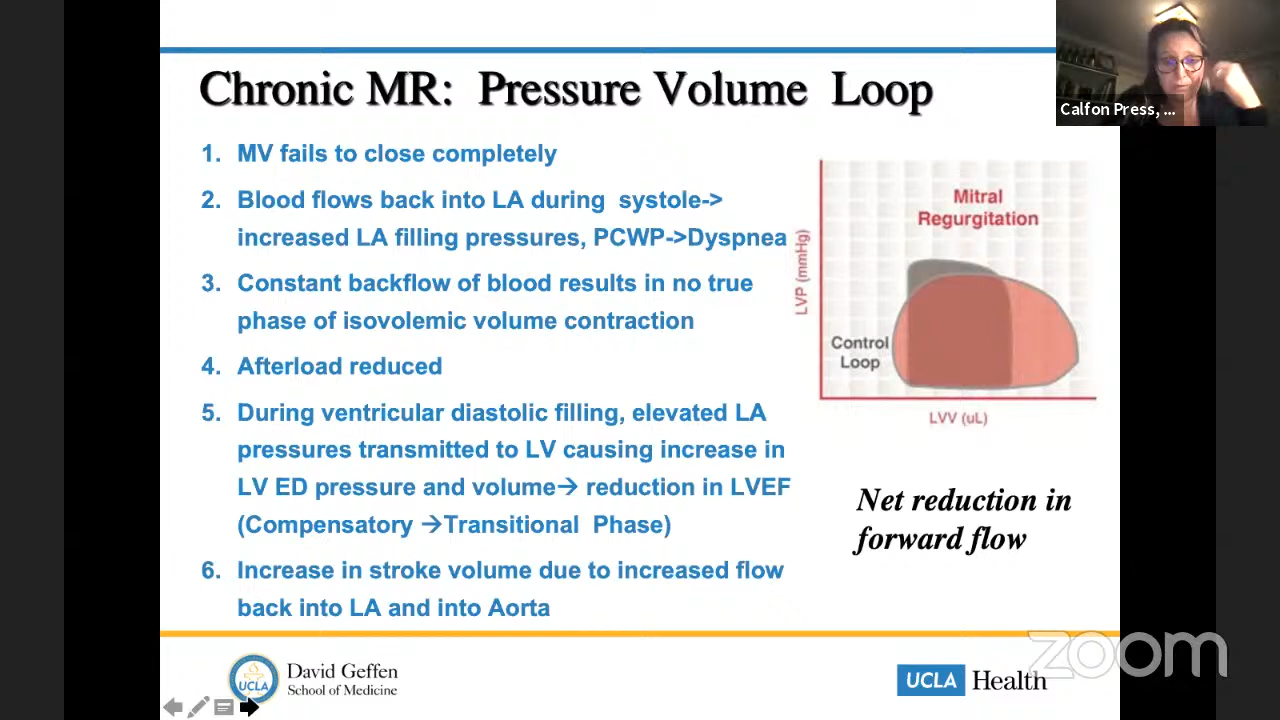 Chronic MR: Pressure Volume Loop
Calfon Press, ...
1. MV fails to close completely
2. Blood flows back into LA during systole->
increased LA filling pressures, PCWP->Dyspnea
3. Constant backflow of blood results in no true
phase of isovolemic volume contraction
4. Afterload reduced
5. During ventricular diastolic filling, elevated LA
pressures transmitted to LV causing increase in
LV ED pressure and volume→ reduction in LVEF
(Compensatory →Transitional Phase)
6. Increase in stroke volume due to increased flow
back into LA and into Aorta
Mitral
Regurgitation
LVP (mmHg)
Control
Loop
LVV (uL)
Net reduction in
forward flow
UCLA
David Geffen
School of Medicine
UCLA Health
zoom